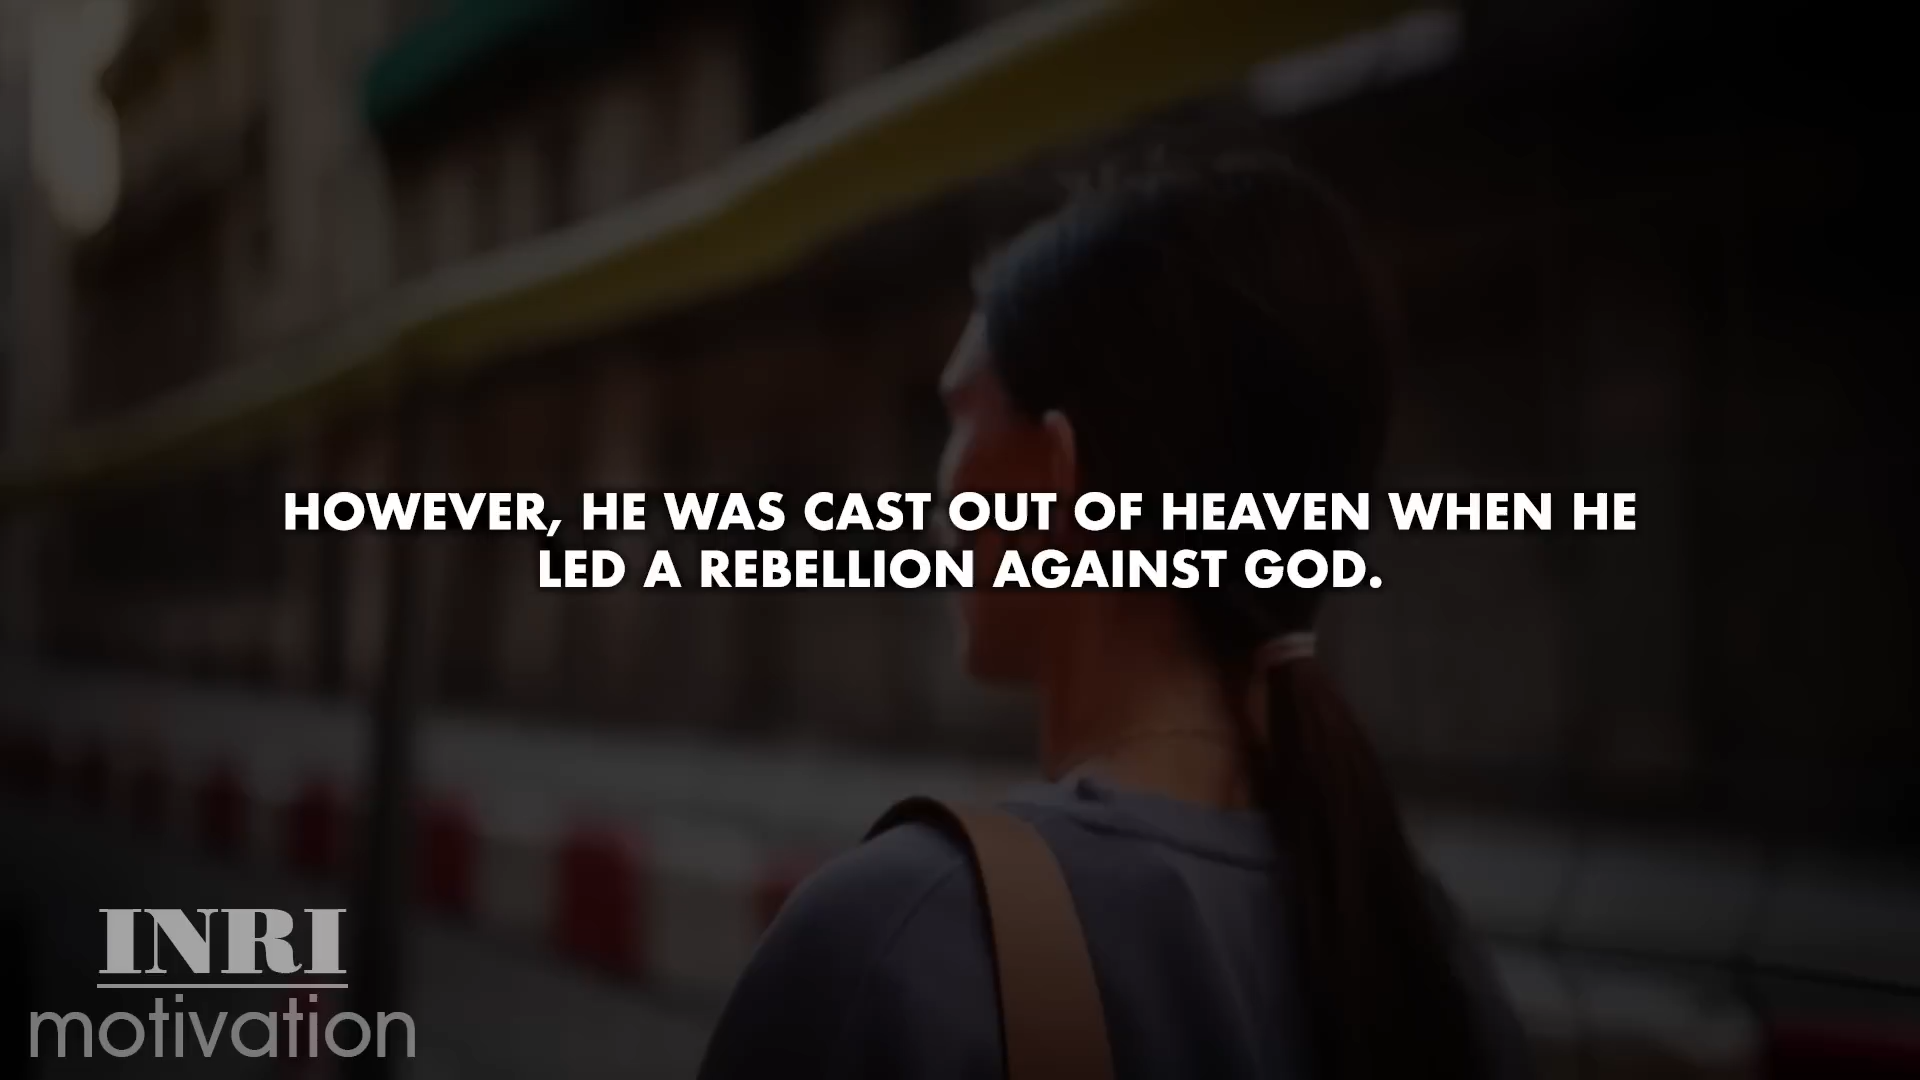 HOWEVER, HE WAS CAST OUT OF HEAVEN WHEN HE
LED A REBELLION AGAINST GOD.
INRI
motivation